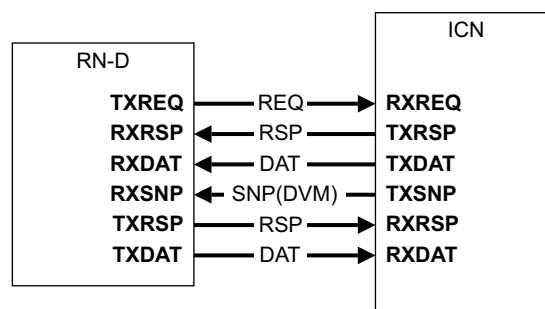 ICN
RN-D
TXREQ REQ RXREQ
RXRSP RSP TXRSP
RXDAT DAT TXDAT
RXSNP SNP(DVM) TXSNP
TXRSP RSP RXRSP
TXDAT DAT RXDAT